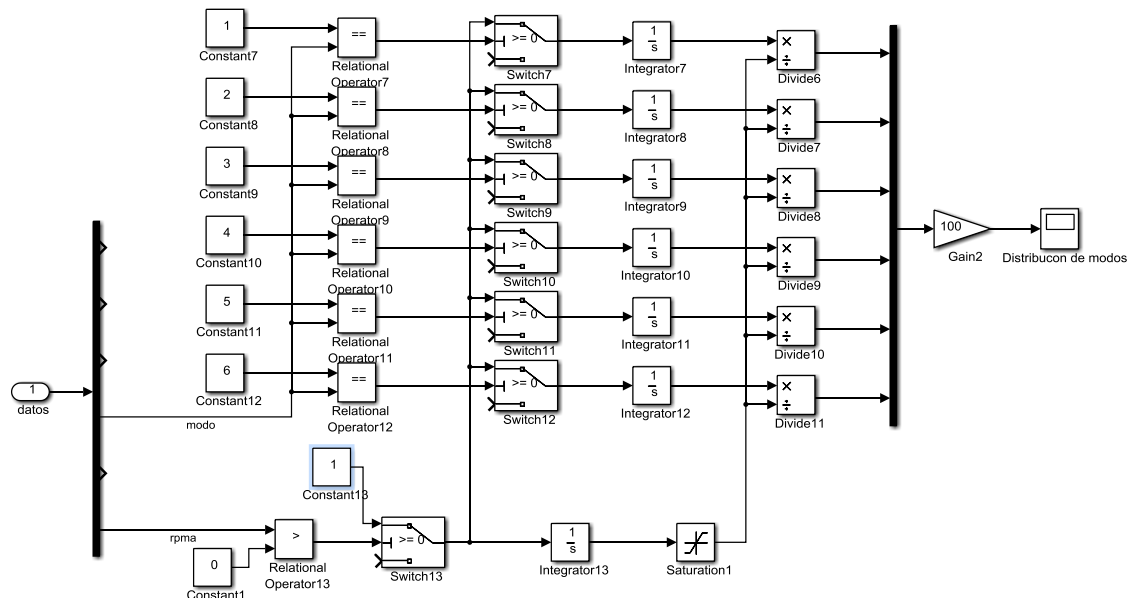 1
Constant7
==
Relational
Operator7
>= 0
Switch7
1
s
Integrator7
×
÷
Divide6
2
Constant8
==
Relational
Operator8
>= 0
Switch8
1
s
Integrator8
×
÷
Divide7
3
Constant9
==
Relational
Operator9
>= 0
Switch9
1
s
Integrator9
×
÷
Divide8
4
Constant10
==
Relational
Operator10
>= 0
Switch10
1
s
Integrator10
×
÷
Divide9
100
Gain2
Distribucon de modos
5
Constant11
==
Relational
Operator11
>= 0
Switch11
1
s
Integrator11
×
÷
Divide10
6
Constant12
==
Relational
Operator12
>= 0
Switch12
1
s
Integrator12
×
÷
Divide11
1
datos
modo
1
Constant13
rpma
>
Relational
Operator13
0
Constant1
>= 0
Switch13
1
s
Integrator13
Saturation1